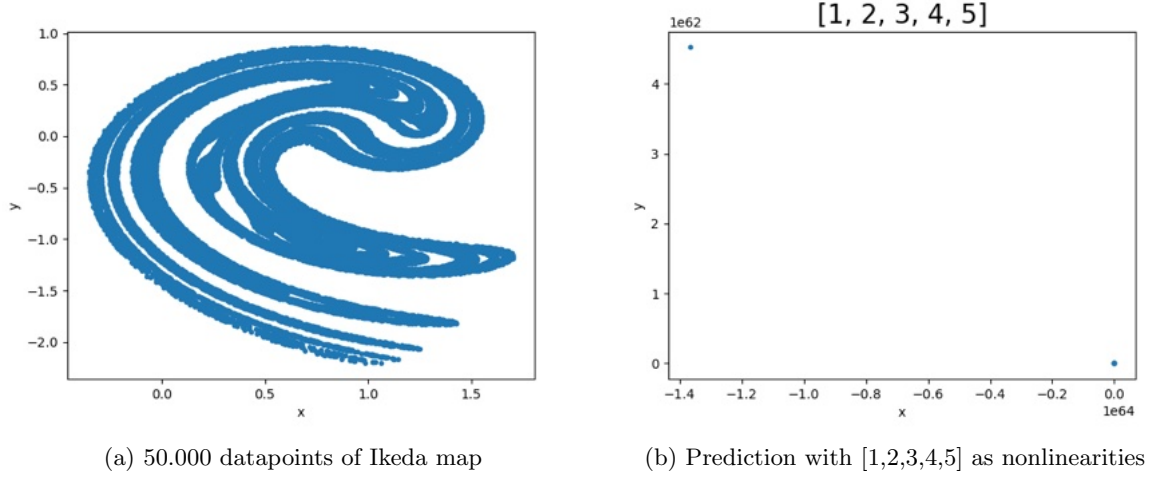 1.0
0.5
0.0
−0.5
−1.0
−1.5
−2.0
y
0.0 0.5 1.0 1.5
x
1e62
[1, 2, 3, 4, 5]
4
3
2
1
0
y
−1.4 −1.2 −1.0 −0.8 −0.6 −0.4 −0.2 0.0
x
1e64
(a) 50.000 datapoints of Ikeda map
(b) Prediction with [1,2,3,4,5] as nonlinearities